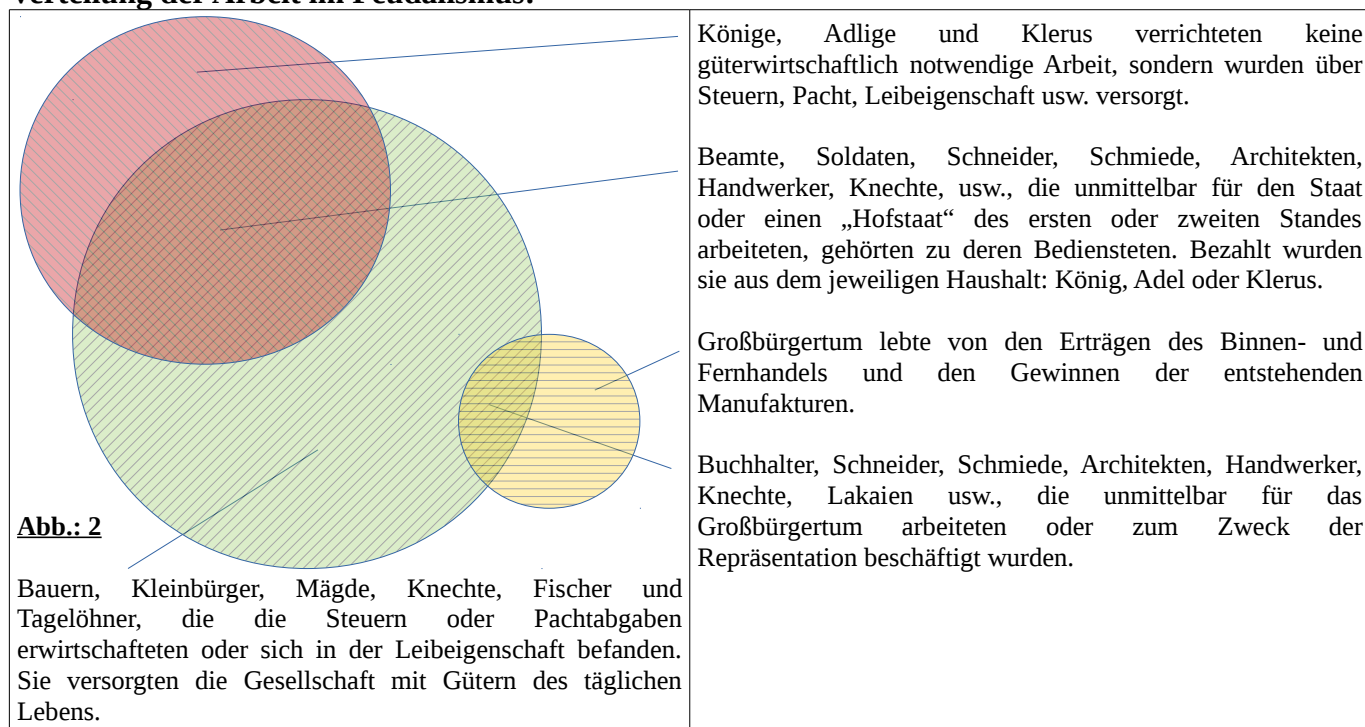 Verteilung der Arbeit im Feudalismus:
Könige, Adlige und Klerus verrichteten keine
güterwirtschaftlich notwendige Arbeit, sondern wurden über
Steuern, Pacht, Leibeigenschaft usw. versorgt.
Beamte, Soldaten, Schneider, Schmiede, Architekten,
Handwerker, Knechte, usw., die unmittelbar für den Staat
oder einen „Hofstaat“ des ersten oder zweiten Standes
arbeiteten, gehörten zu deren Bediensteten. Bezahlt wurden
sie aus dem jeweiligen Haushalt: König, Adel oder Klerus.
Großbürgertum lebte von den Erträgen des Binnen- und
Fernhandels und den Gewinnen der entstehenden
Manufakturen.
Buchhalter, Schneider, Schmiede, Architekten, Handwerker,
Knechte, Lakaien usw., die unmittelbar für das
Großbürgertum arbeiteten oder zum Zweck der
Repräsentation beschäftigt wurden.
Abb.: 2
Bauern, Kleinbürger, Mägde, Knechte, Fischer und
Tagelöhner, die die Steuern oder Pachtabgaben
erwirtschafteten oder sich in der Leibeigenschaft befanden.
Sie versorgten die Gesellschaft mit Gütern des täglichen
Lebens.